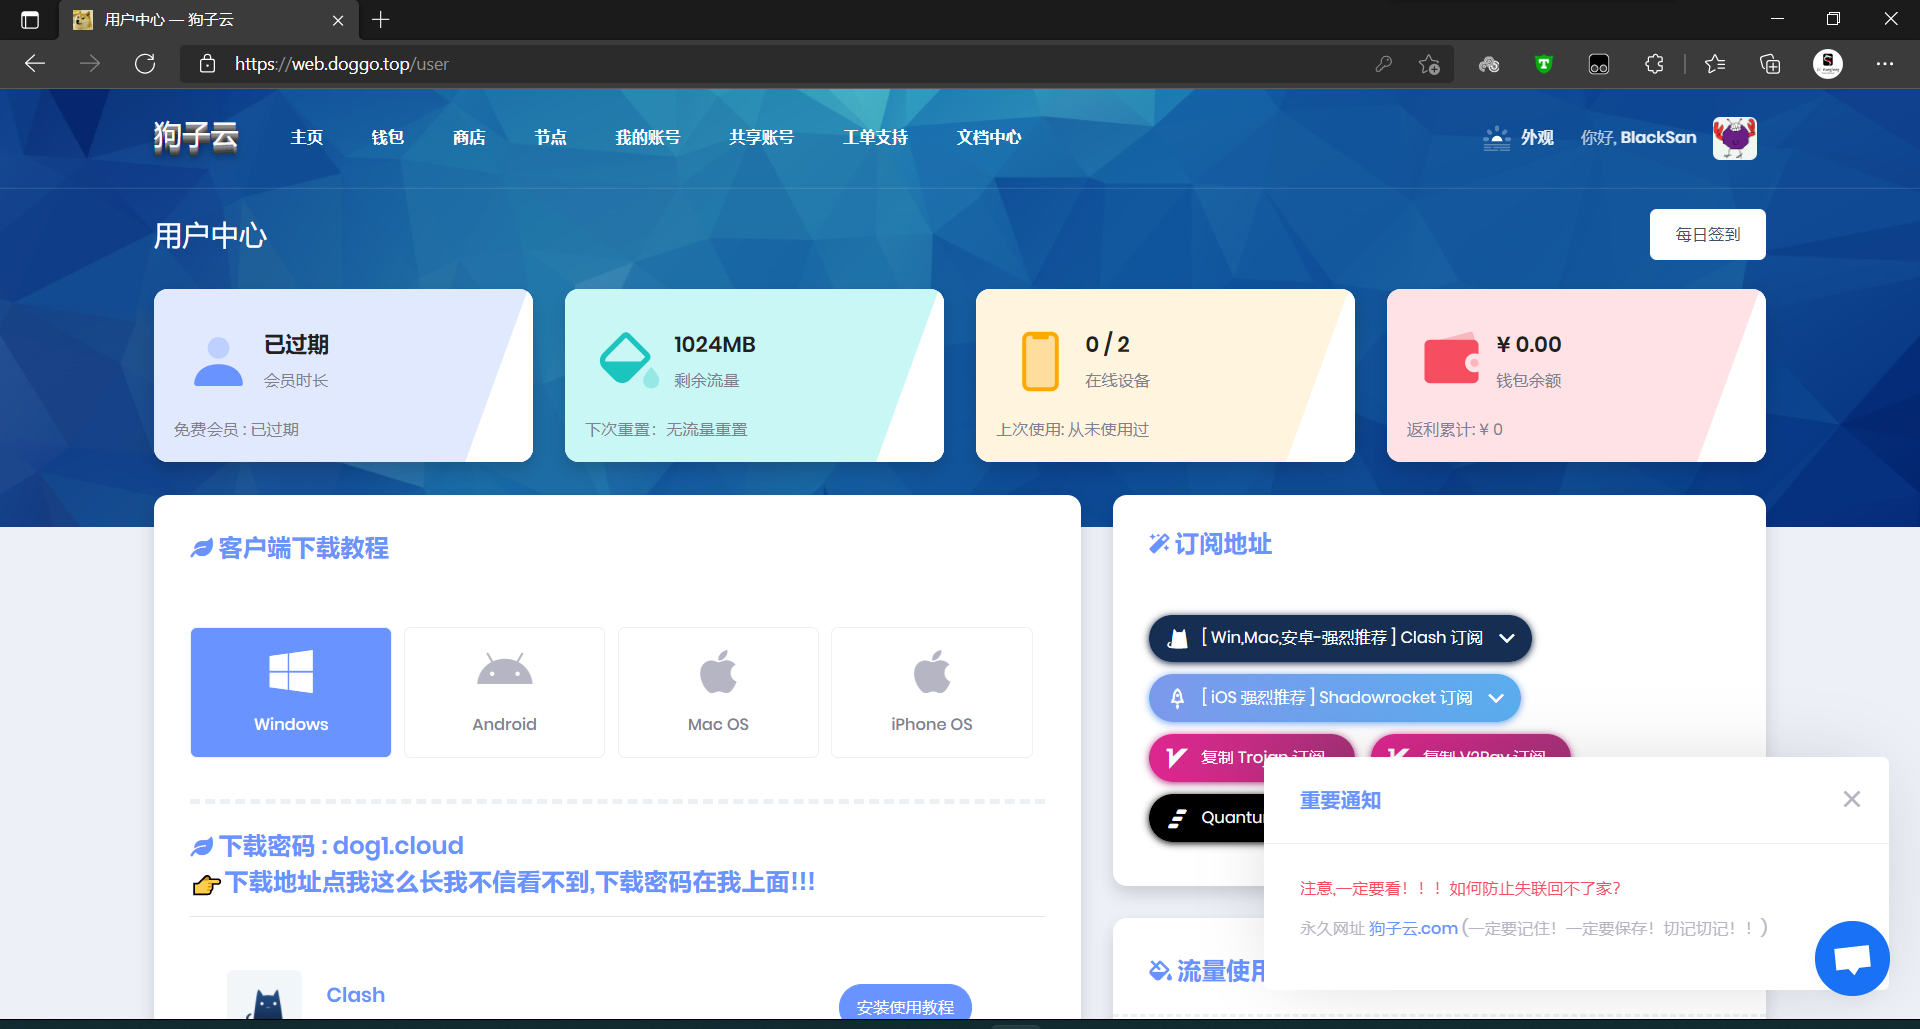 用户中心 — 狗子云
https://web.doggo.top/user
狗子云 主页 钱包 商店 节点 我的账号 共享账号 工单支持 文档中心 外观 你好, BlackSan
用户中心
每日签到
已过期
会员时长
免费会员 : 已过期
1024MB
剩余流量
下次重置：无流量重置
0 / 2
在线设备
上次使用: 从未使用过
¥ 0.00
钱包余额
返利累计: ¥ 0
客户端下载教程
Windows
Android
Mac OS
iPhone OS
下载密码 : dog1.cloud
👉下载地址点我这么长我不信看不到,下载密码在我上面!!!
Clash
安装使用教程
订阅地址
[ Win,Mac,安卓-强烈推荐 ] Clash 订阅
[ iOS 强烈推荐 ] Shadowrocket 订阅
复制 Trojan 订阅
复制 V2Ray 订阅
流量使用
重要通知
注意,一定要看！！！如何防止失联回不了家?
永久网址 狗子云.com (一定要记住！一定要保存！切记切记！！)